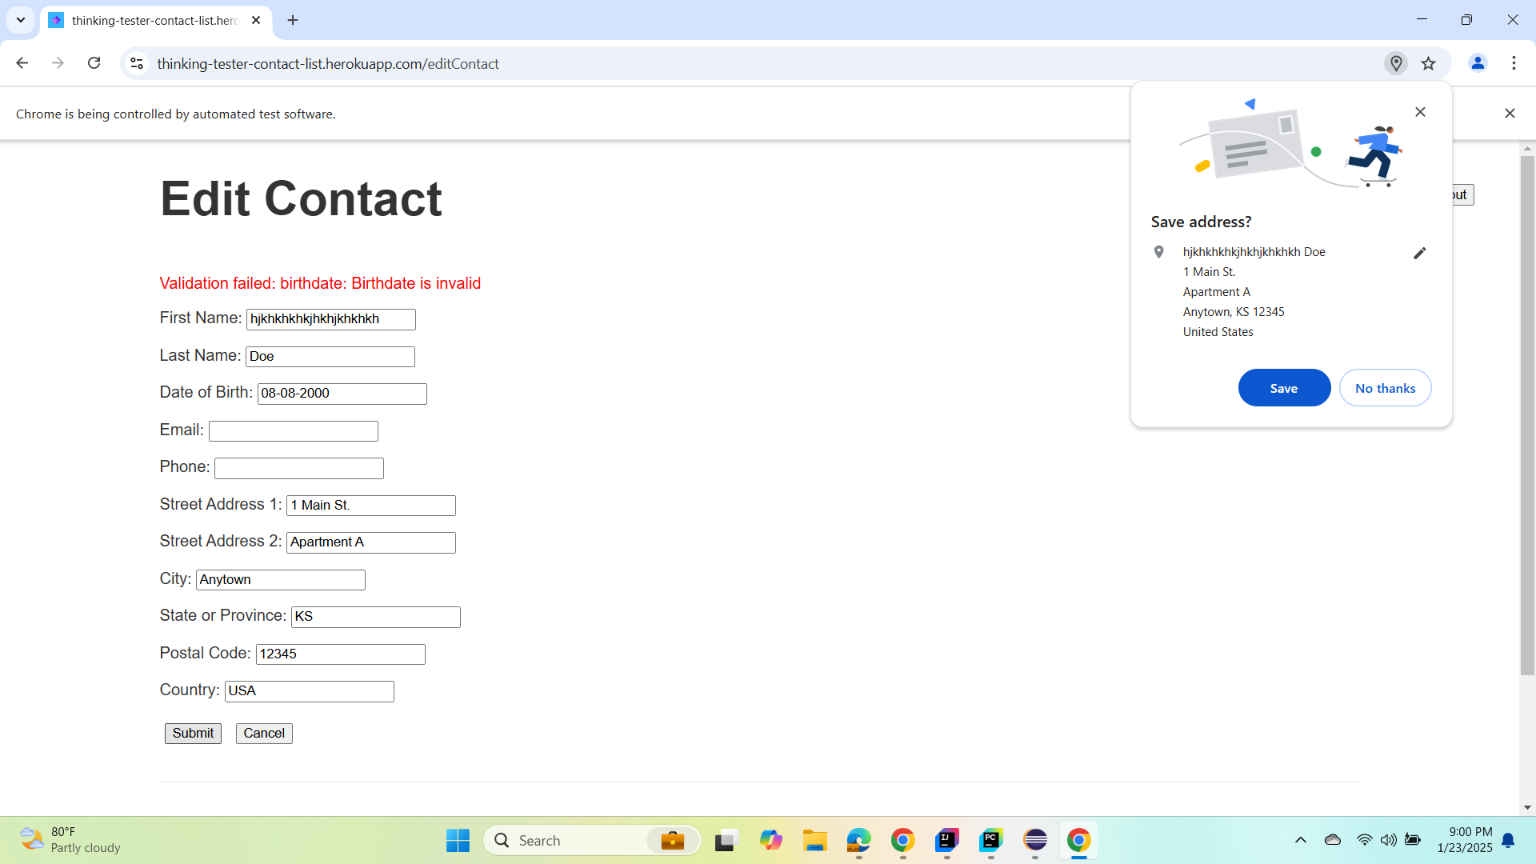 thinking-tester-contact-list.herc
thinking-tester-contact-list.herokuapp.com/editContact
Chrome is being controlled by automated test software.
Edit Contact
out
Validation failed: birthdate: Birthdate is invalid
First Name: hjkhkhkhkjhkhjkhkhkh
Last Name: Doe
Date of Birth: 08-08-2000
Email:
Phone:
Street Address 1: 1 Main St.
Street Address 2: Apartment A
City: Anytown
State or Province: KS
Postal Code: 12345
Country: USA
Submit Cancel
Save address?
hjkhkhkhkjhkhjkhkhkh Doe
1 Main St.
Apartment A
Anytown, KS 12345
United States
Save No thanks
80°F
Partly cloudy
Search
IJ
PC
9:00 PM
1/23/2025